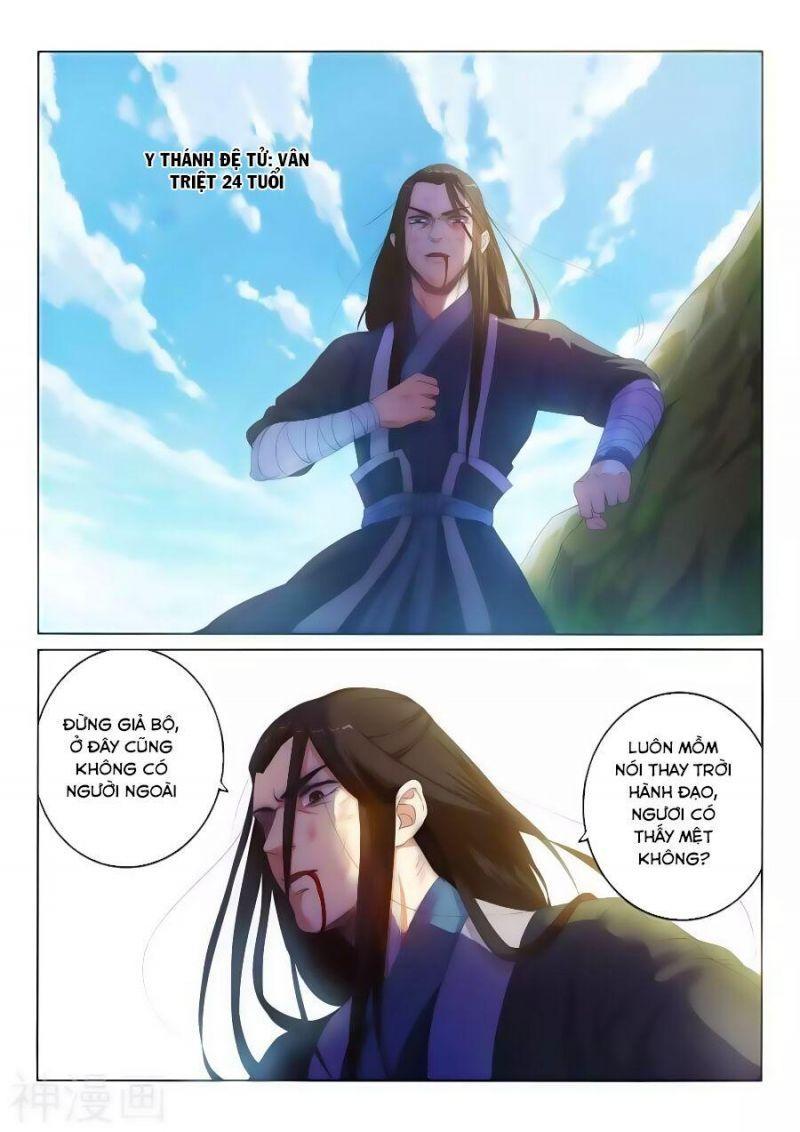 Y THÁNH ĐỆ TỬ: VÂN
TRIỆT 24 TUỔI
ĐỪNG GIẢ BỘ,
Ở ĐÂY CŨNG
KHÔNG CÓ
NGƯỜI NGOÀI
LUÔN MỒM
NÓI THAY TRỜI
HÀNH ĐẠO,
NGƯƠI CÓ
THẤY MỆT
KHÔNG?
神漫画